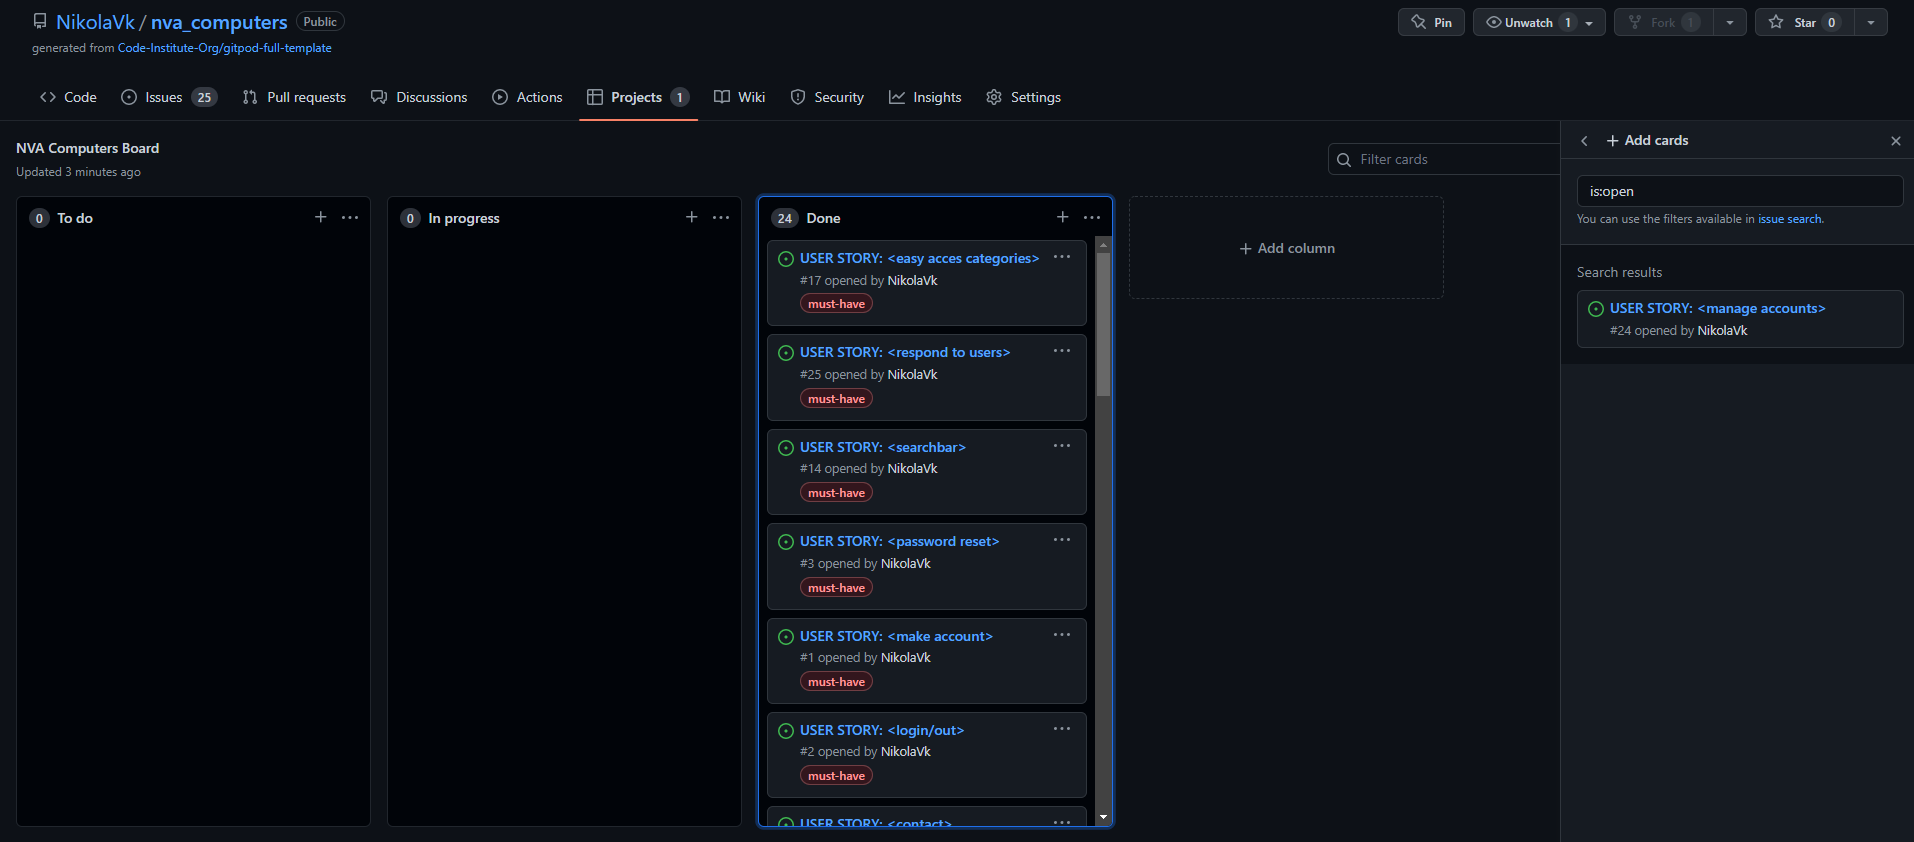 NikolaVk / nva_computers Public
Pin
Unwatch 1
Fork 1
Star 0
generated from Code-Institute-Org/gitpod-full-template
Code
Issues 25
Pull requests
Discussions
Actions
Projects 1
Wiki
Security
Insights
Settings
NVA Computers Board
Updated 3 minutes ago
Filter cards
0 To do
0 In progress
24 Done
USER STORY: <easy acces categories>
#17 opened by NikolaVk
must-have
USER STORY: <respond to users>
#25 opened by NikolaVk
must-have
USER STORY: <searchbar>
#14 opened by NikolaVk
must-have
USER STORY: <password reset>
#3 opened by NikolaVk
must-have
USER STORY: <make account>
#1 opened by NikolaVk
must-have
USER STORY: <login/out>
#2 opened by NikolaVk
must-have
USER STORY: <contact>
Add column
Add cards
is:open
You can use the filters available in issue search.
Search results
USER STORY: <manage accounts>
#24 opened by NikolaVk